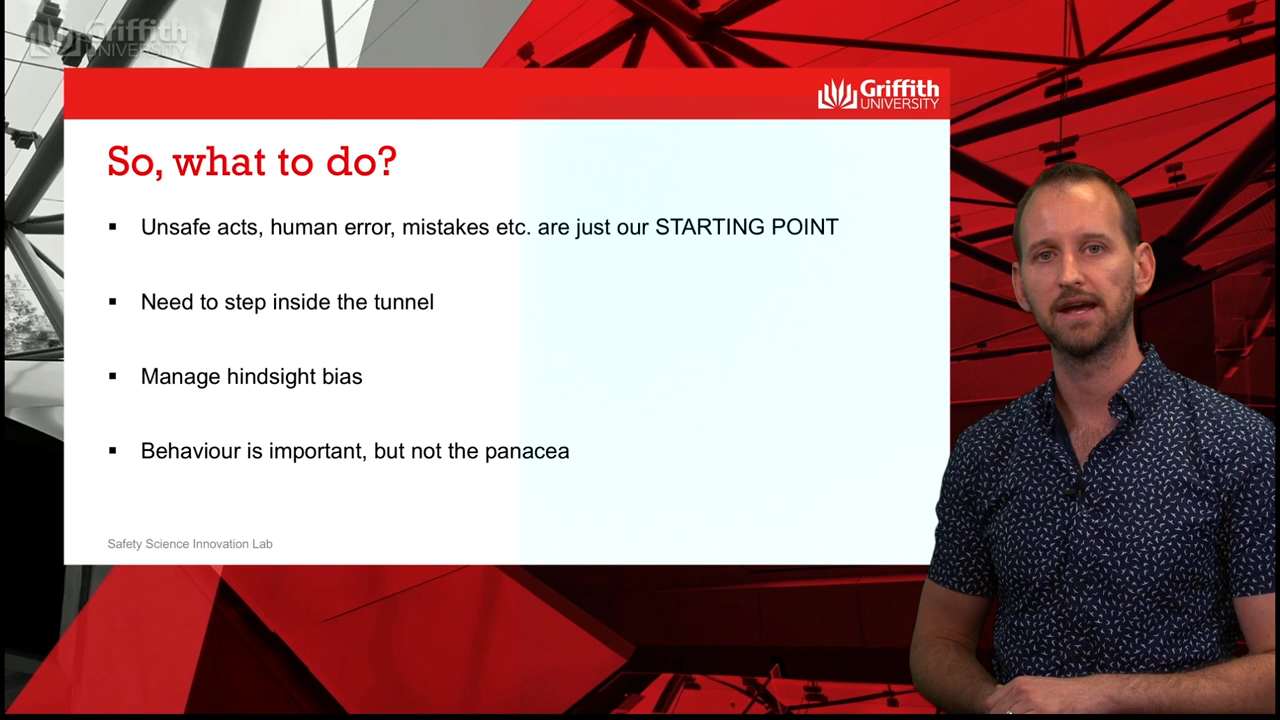 Griffith
UNIVERSITY
Griffith
UNIVERSITY
So, what to do?
▪ Unsafe acts, human error, mistakes etc. are just our STARTING POINT
▪ Need to step inside the tunnel
▪ Manage hindsight bias
▪ Behaviour is important, but not the panacea
Safety Science Innovation Lab